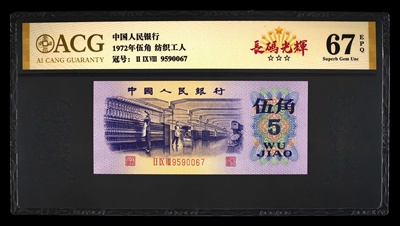 ACG
AI CANG GUARANTY
中国人民银行
1972年伍角 纺织工人
冠号: II IX VIII 9590067
長碼光輝
☆☆☆
67 EPQ
Superb Gem Unc
中国人民银行
伍角
5
WU
JIAO
II IX VIII 9590067